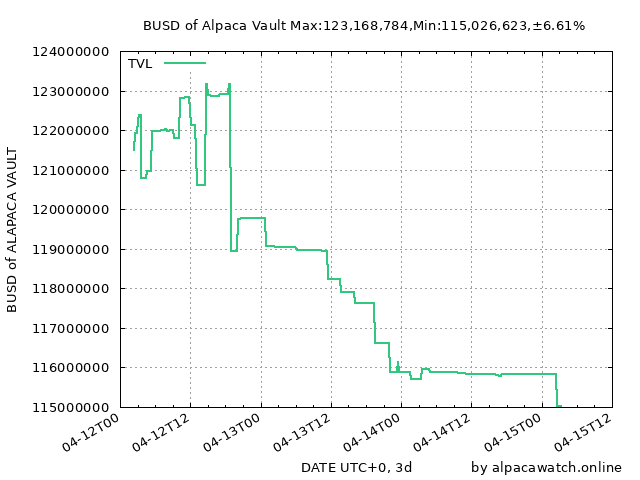 BUSD of Alpaca Vault Max:123,168,784,Min:115,026,623,±6.61%
124000000
TVL
123000000
122000000
121000000
120000000
119000000
118000000
117000000
116000000
115000000
BUSD of ALAPACA VAULT
04-12T00
04-12T12
04-13T00
04-13T12
04-14T00
04-14T12
04-15T00
04-15T12
DATE UTC+0, 3d
by alpacawatch.online